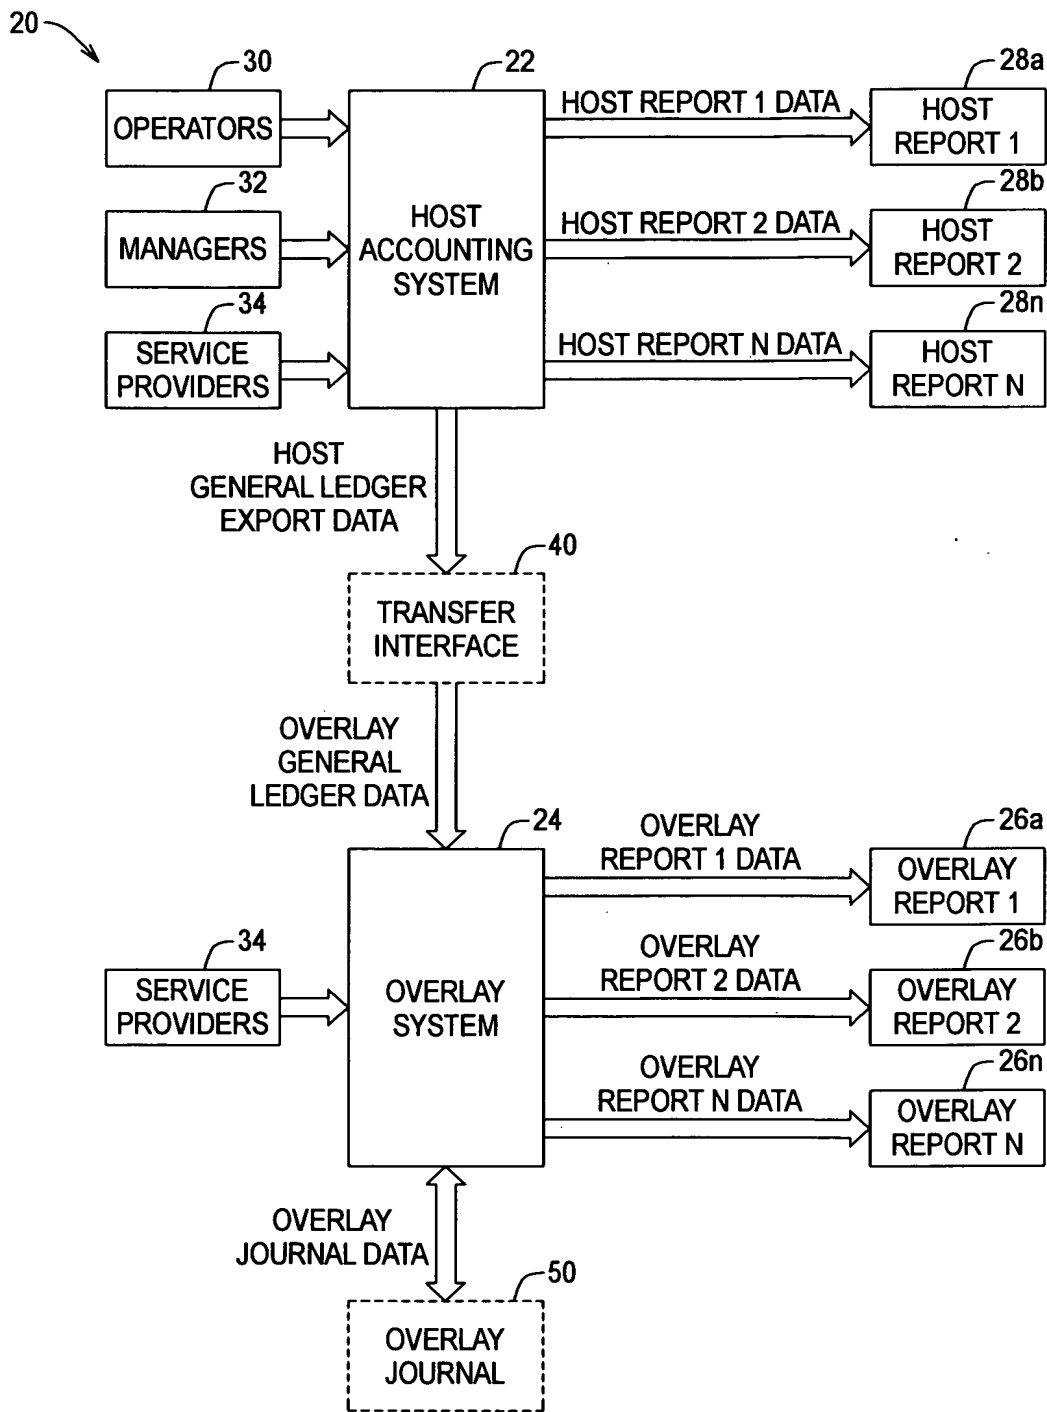 20
30
OPERATORS
22
HOST REPORT 1 DATA
28a
HOST
REPORT 1
32
MANAGERS
HOST
ACCOUNTING
SYSTEM
HOST REPORT 2 DATA
28b
HOST
REPORT 2
34
SERVICE
PROVIDERS
HOST REPORT N DATA
28n
HOST
REPORT N
HOST
GENERAL LEDGER
EXPORT DATA
40
TRANSFER
INTERFACE
OVERLAY
GENERAL
LEDGER DATA
24
OVERLAY
REPORT 1 DATA
26a
OVERLAY
REPORT 1
34
SERVICE
PROVIDERS
OVERLAY
SYSTEM
OVERLAY
REPORT 2 DATA
26b
OVERLAY
REPORT 2
OVERLAY
REPORT N DATA
26n
OVERLAY
REPORT N
OVERLAY
JOURNAL DATA
50
OVERLAY
JOURNAL